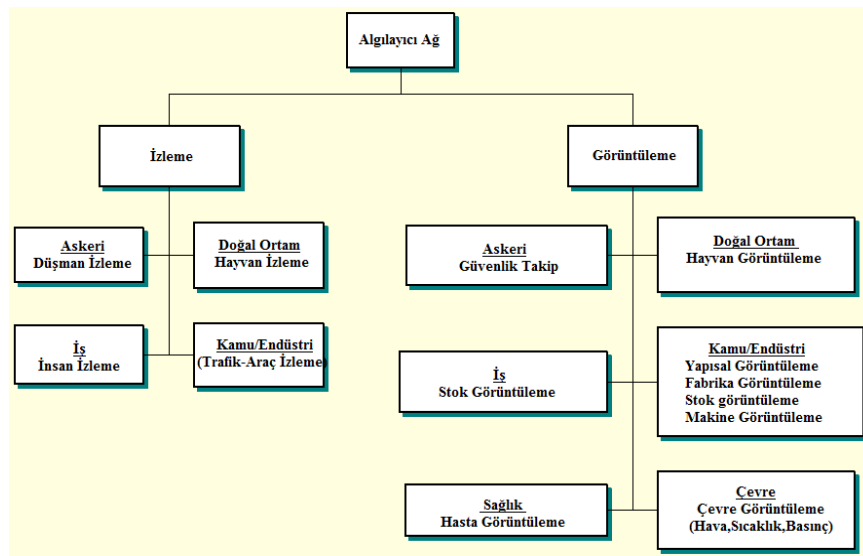 Algılayıcı Ağ
İzleme
Görüntüleme
Askeri
Düşman İzleme
Doğal Ortam
Hayvan İzleme
İş
İnsan İzleme
Kamu/Endüstri
(Trafik-Araç İzleme)
Askeri
Güvenlik Takip
Doğal Ortam
Hayvan Görüntüleme
İş
Stok Görüntüleme
Kamu/Endüstri
Yapısal Görüntüleme
Fabrika Görüntüleme
Stok görüntüleme
Makine Görüntüleme
Sağlık
Hasta Görüntüleme
Çevre
Çevre Görüntüleme
(Hava,Sıcaklık,Basınç)